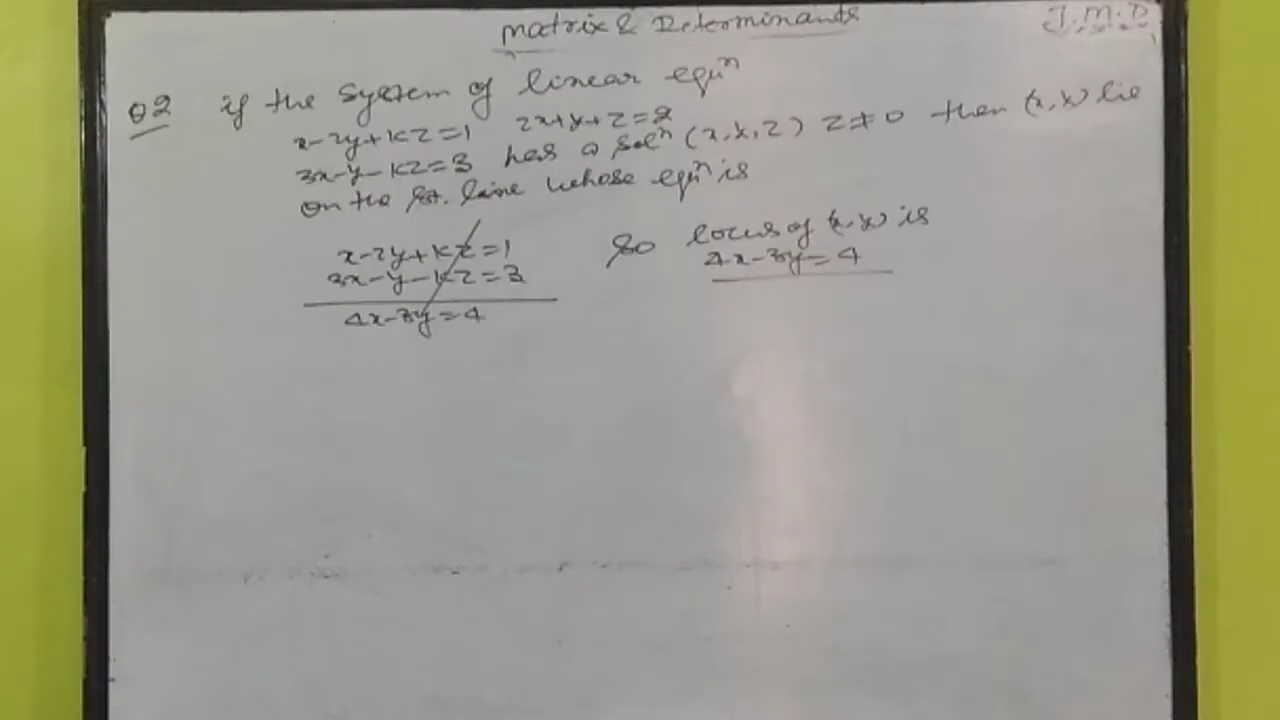 Matrix & Determinants
J.M.D
Q2 if the system of linear equⁿ
x-2y+kz=1 2x+y+z=2
3x-y-kz=3 has a solⁿ (x,y,z) z≠0 then (x,y) lie
on the st. line whose equⁿ is
x-2y+kz=1
3x-y-kz=3
4x-3y=4
So locus of (x,y) is
4x-3y=4